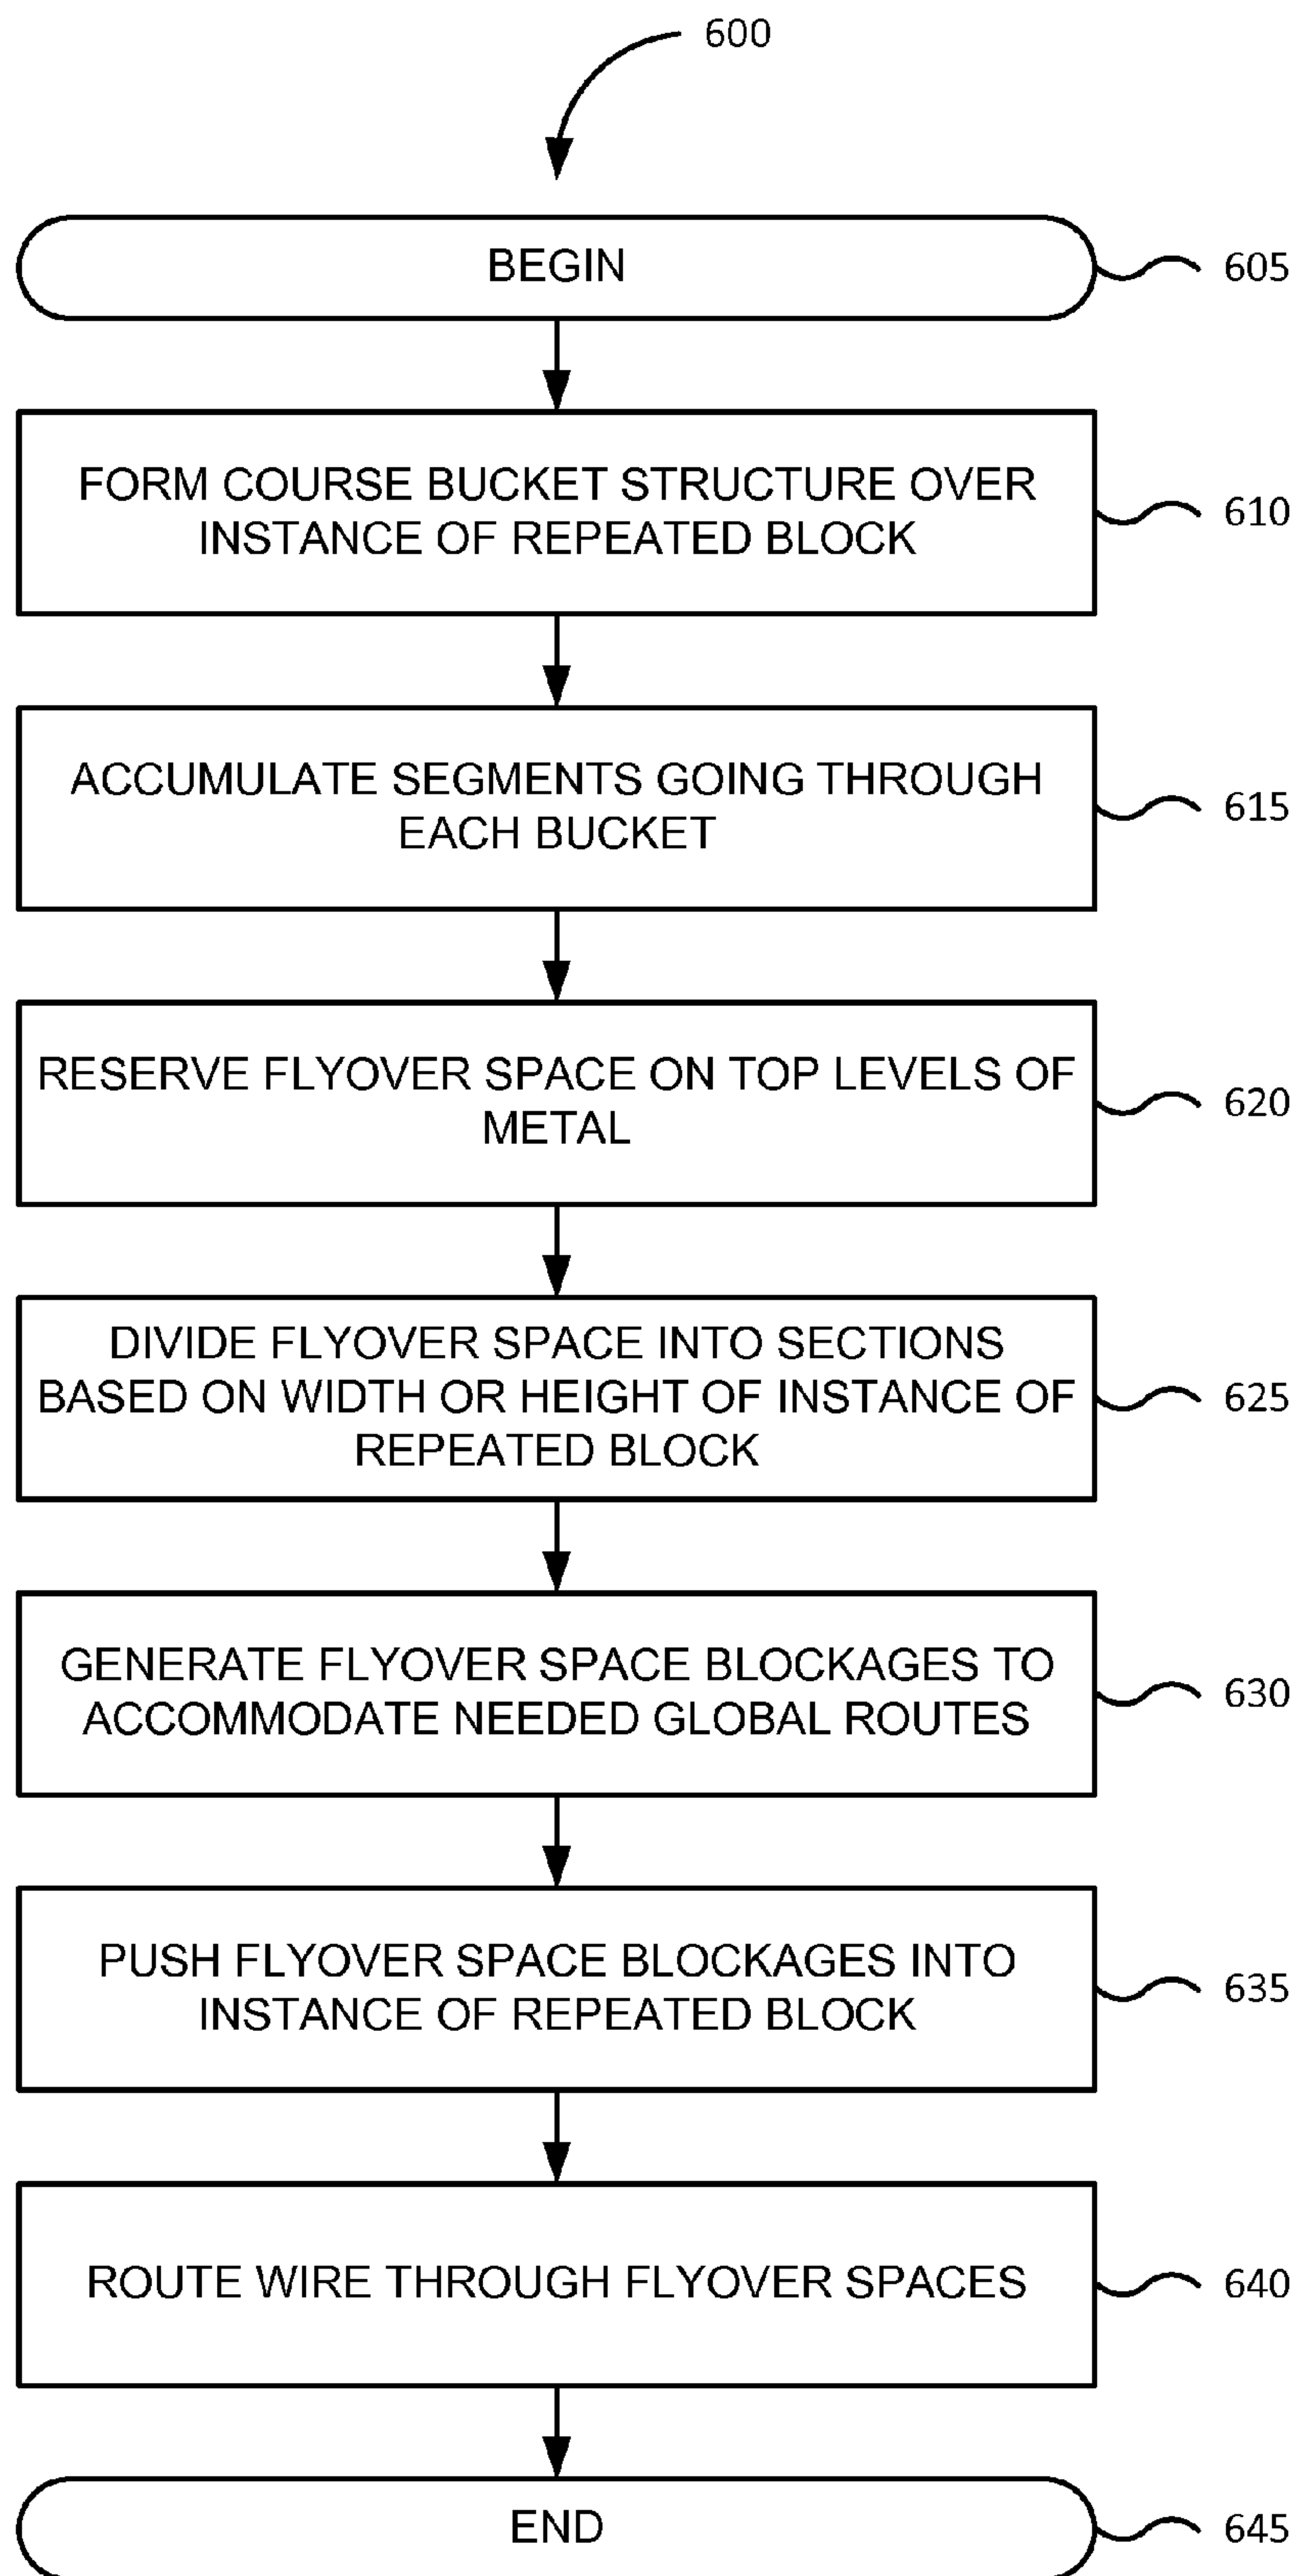 600
BEGIN
605
FORM COURSE BUCKET STRUCTURE OVER
INSTANCE OF REPEATED BLOCK
610
ACCUMULATE SEGMENTS GOING THROUGH
EACH BUCKET
615
RESERVE FLYOVER SPACE ON TOP LEVELS OF
METAL
620
DIVIDE FLYOVER SPACE INTO SECTIONS
BASED ON WIDTH OR HEIGHT OF INSTANCE OF
REPEATED BLOCK
625
GENERATE FLYOVER SPACE BLOCKAGES TO
ACCOMMODATE NEEDED GLOBAL ROUTES
630
PUSH FLYOVER SPACE BLOCKAGES INTO
INSTANCE OF REPEATED BLOCK
635
ROUTE WIRE THROUGH FLYOVER SPACES
640
END
645